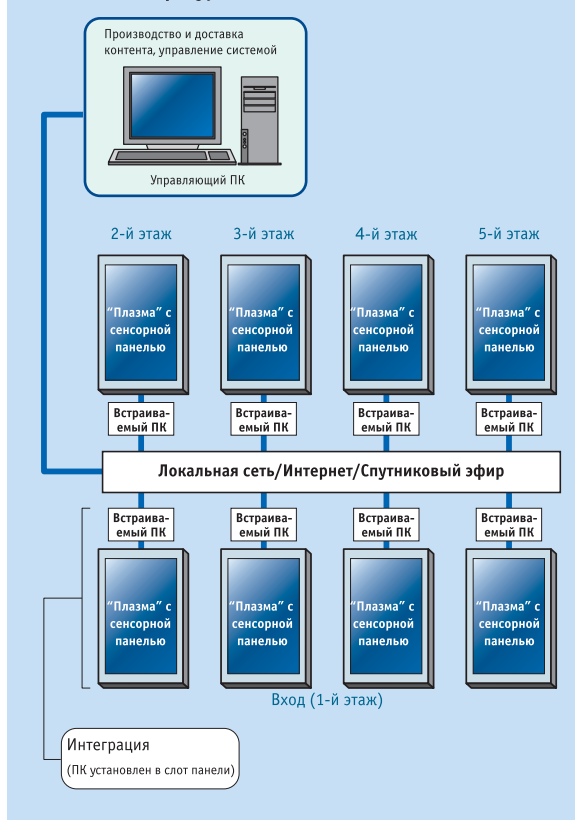 Производство и доставка
контента, управление системой
Управляющий ПК
2-й этаж
3-й этаж
4-й этаж
5-й этаж
“Плазма” с
сенсорной
панелью
“Плазма” с
сенсорной
панелью
“Плазма” с
сенсорной
панелью
“Плазма” с
сенсорной
панелью
Встраива-
емый ПК
Встраива-
емый ПК
Встраива-
емый ПК
Встраива-
емый ПК
Локальная сеть/Интернет/Спутниковый эфир
Встраива-
емый ПК
Встраива-
емый ПК
Встраива-
емый ПК
Встраива-
емый ПК
“Плазма” с
сенсорной
панелью
“Плазма” с
сенсорной
панелью
“Плазма” с
сенсорной
панелью
“Плазма” с
сенсорной
панелью
Вход (1-й этаж)
Интеграция
(ПК установлен в слот панели)